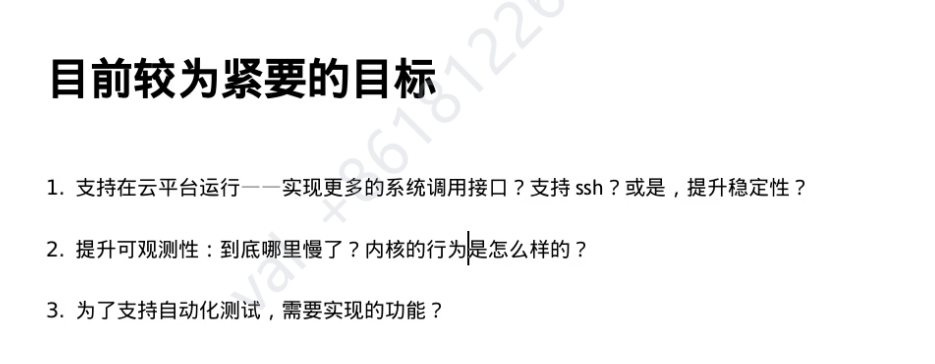 目前较为紧要的目标
1. 支持在云平台运行——实现更多的系统调用接口？支持 ssh？或是，提升稳定性？
2. 提升可观测性：到底哪里慢了？内核的行为是怎么样的？
3. 为了支持自动化测试，需要实现的功能？
val +86181226